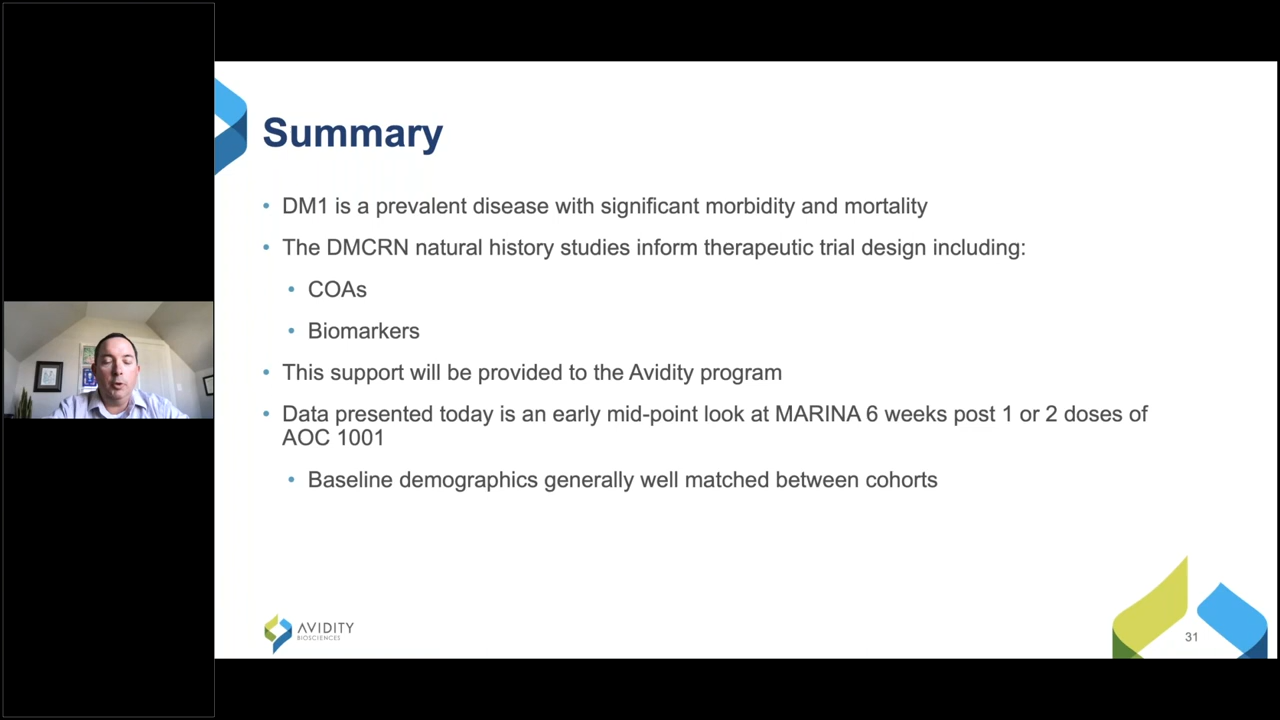 Summary
• DM1 is a prevalent disease with significant morbidity and mortality
• The DMCRN natural history studies inform therapeutic trial design including:
• COAs
• Biomarkers
• This support will be provided to the Avidity program
• Data presented today is an early mid-point look at MARINA 6 weeks post 1 or 2 doses of
AOC 1001
• Baseline demographics generally well matched between cohorts
AVIDITY
BIOSCIENCES
31